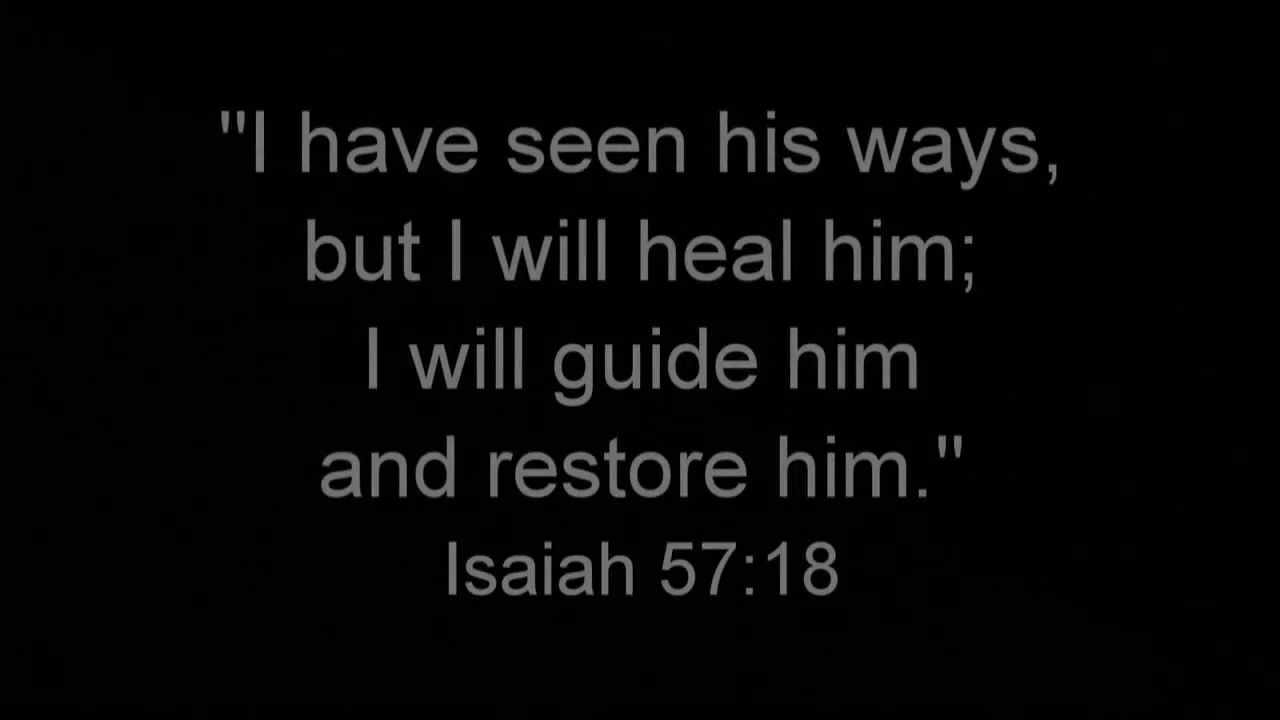 "I have seen his ways,
but I will heal him;
I will guide him
and restore him."
Isaiah 57:18